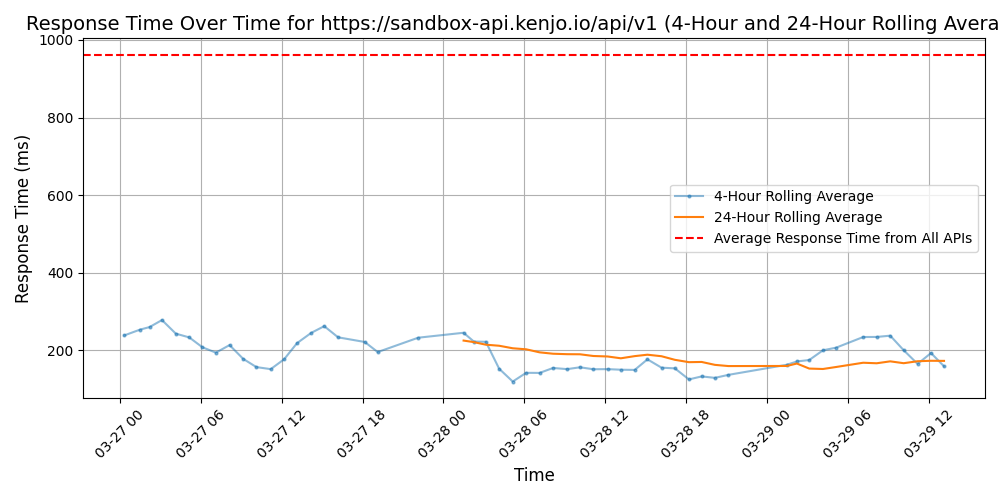 Response Time Over Time for https://sandbox-api.kenjo.io/api/v1 (4-Hour and 24-Hour Rolling Avera
Response Time (ms)
1000
800
600
400
200
4-Hour Rolling Average
24-Hour Rolling Average
Average Response Time from All APIs
03-27 00
03-27 06
03-27 12
03-27 18
03-28 00
03-28 06
03-28 12
03-28 18
03-29 00
03-29 06
03-29 12
Time